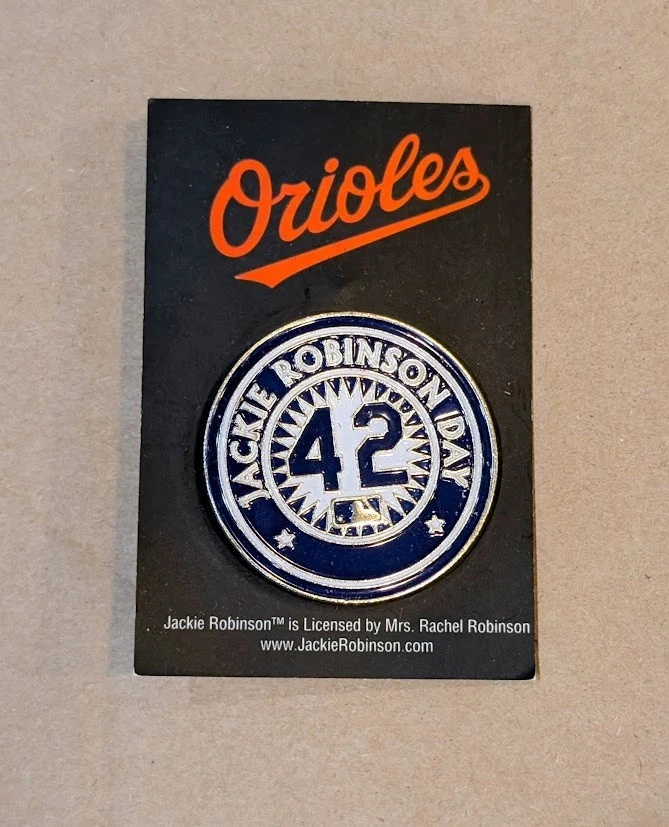 Orioles
JACKIE ROBINSON DAY
42
Jackie Robinson™ is Licensed by Mrs. Rachel Robinson
www.JackieRobinson.com